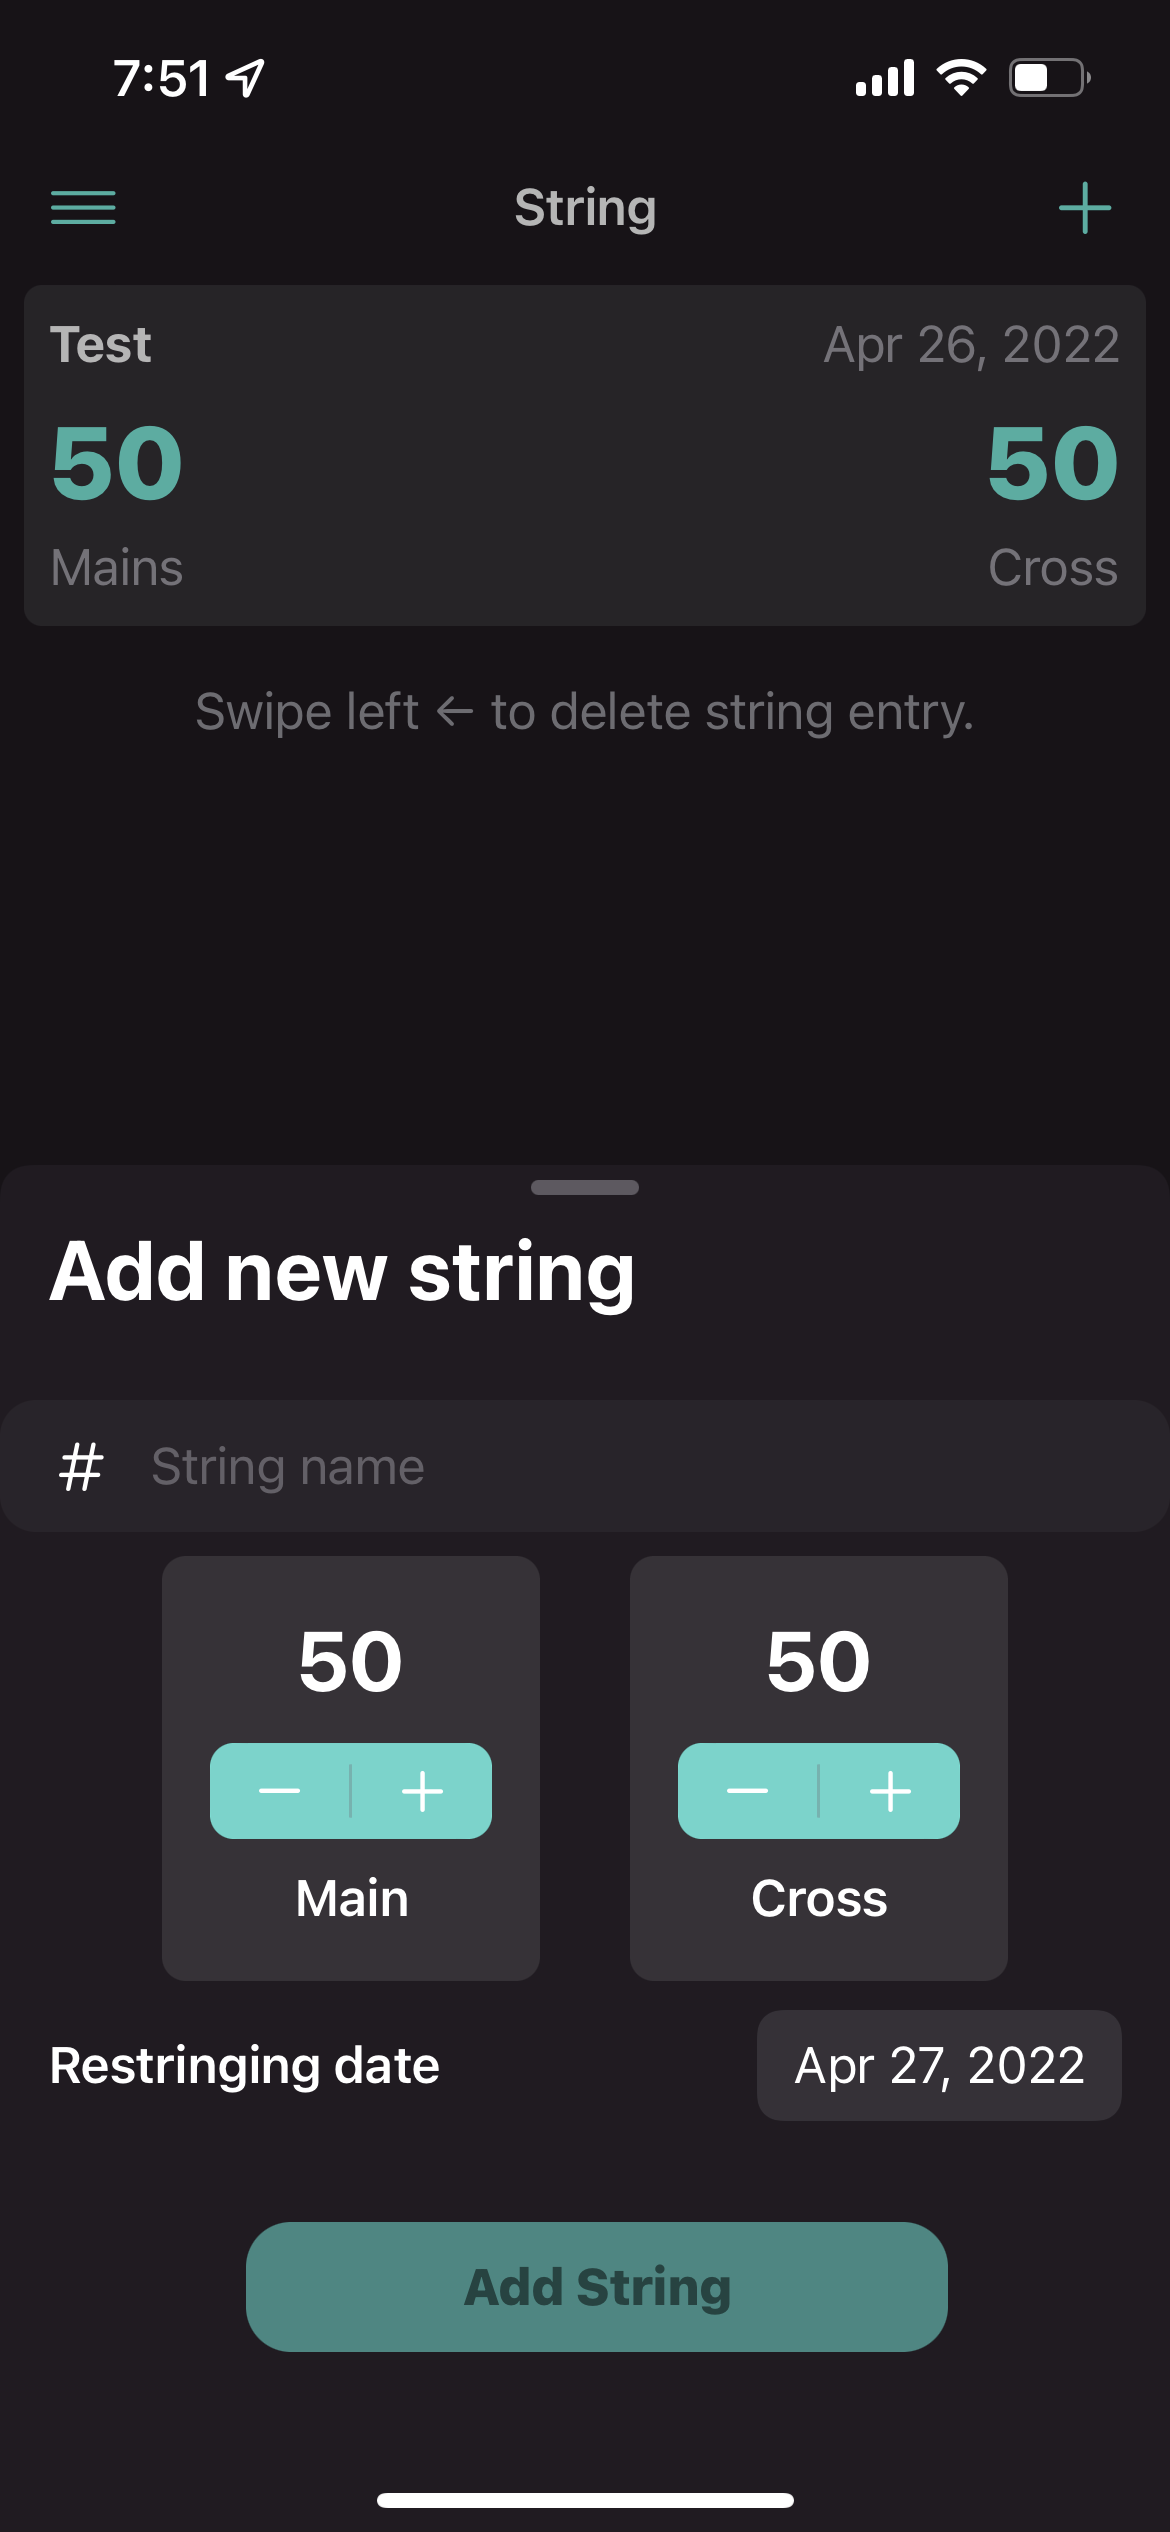 7:51
String
Test Apr 26, 2022
50 50
Mains Cross
Swipe left ← to delete string entry.
Add new string
# String name
50 50
Main Cross
Restringing date Apr 27, 2022
Add String